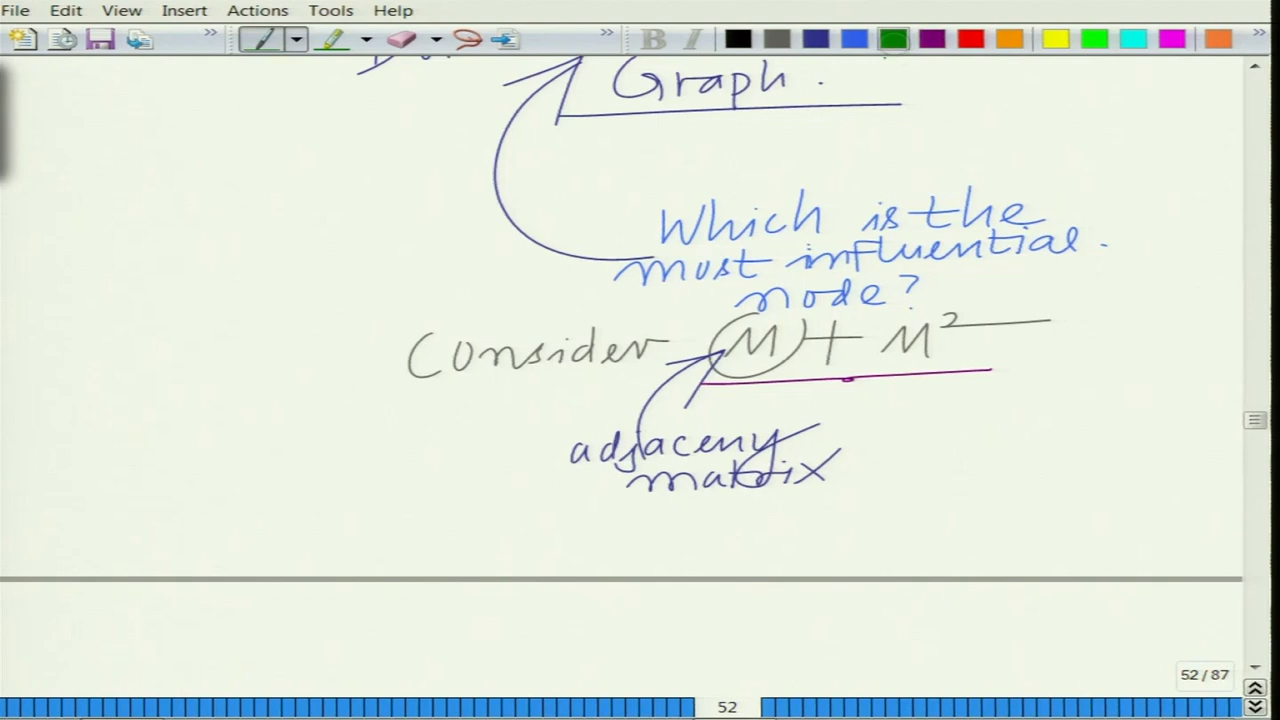 File Edit View Insert Actions Tools Help
B I
Graph.
Which is the
most influential.
node?
Consider M + M²
adjaceny
matrix
52 / 87
52